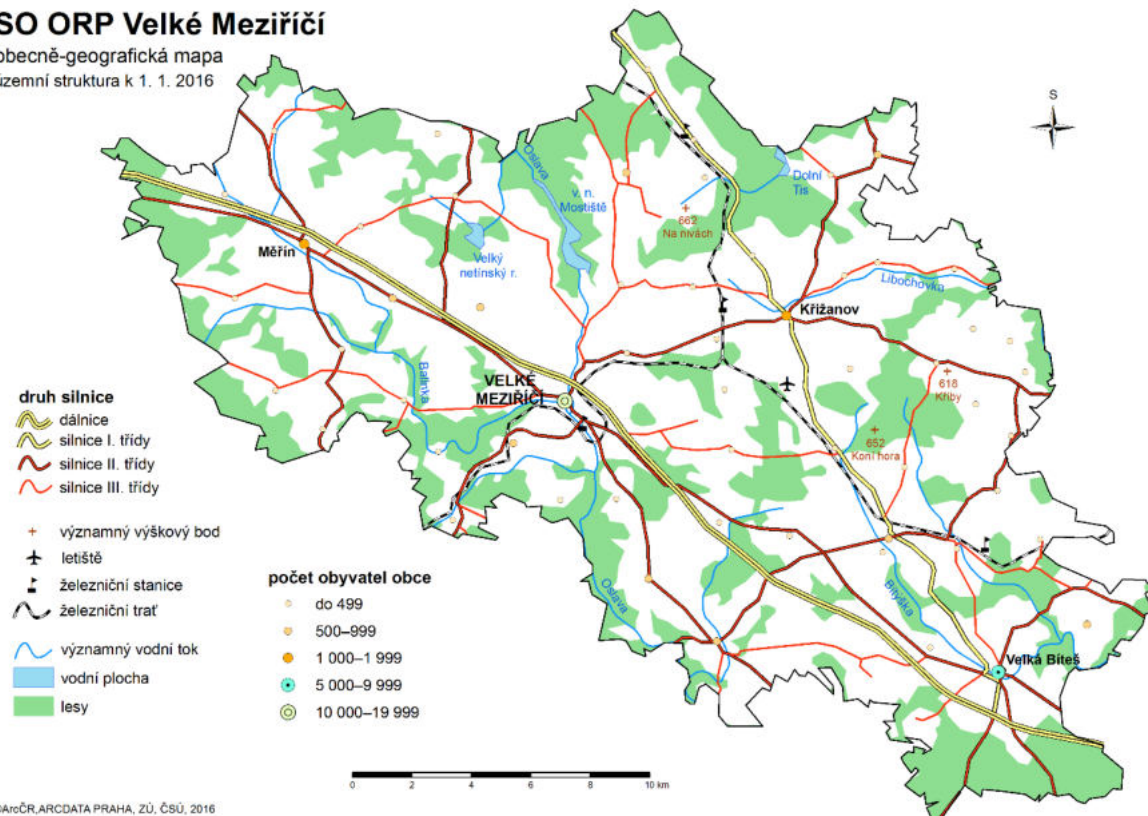 SO ORP Velké Meziříčí
obecně-geografická mapa
územní struktura k 1. 1. 2016
S
Oslava
v. n.
Mostiště
Dolní
Tis
662
Na nivách
Měřín
Velký
netínský r.
Libochovka
Křižanov
Balinka
VELKÉ
MEZIŘÍČÍ
618
Křiby
652
Koní hora
druh silnice
dálnice
silnice I. třídy
silnice II. třídy
silnice III. třídy
významný výškový bod
letiště
železniční stanice
železniční trať
významný vodní tok
vodní plocha
lesy
počet obyvatel obce
do 499
500–999
1 000–1 999
5 000–9 999
10 000–19 999
Oslava
Bítýška
Velká Bíteš
0 2 4 6 8 10 km
©ArcČR,ARCDATA PRAHA, ZÚ, ČSÚ, 2016